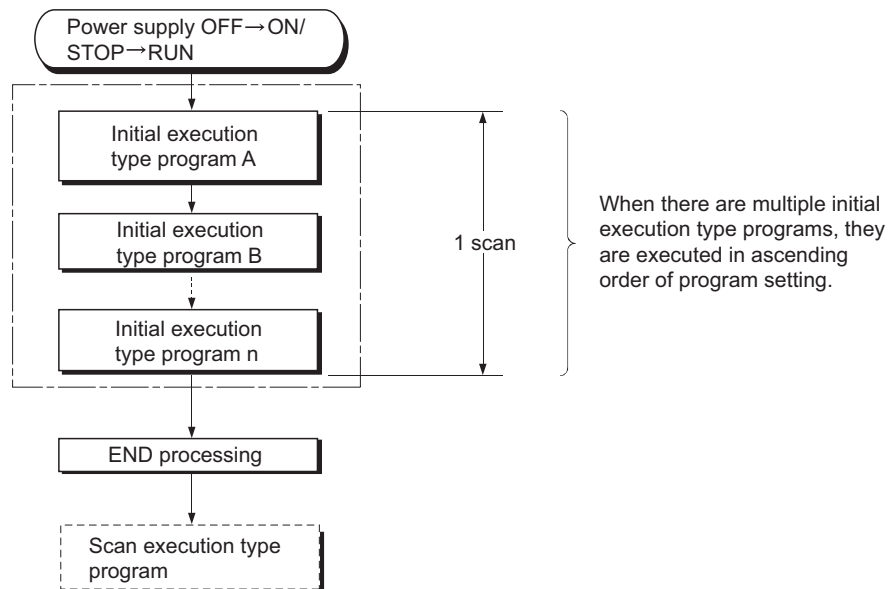 Power supply OFF→ON/
STOP→RUN
Initial execution
type program A
Initial execution
type program B
1 scan
When there are multiple initial
execution type programs, they
are executed in ascending
order of program setting.
Initial execution
type program n
END processing
Scan execution type
program